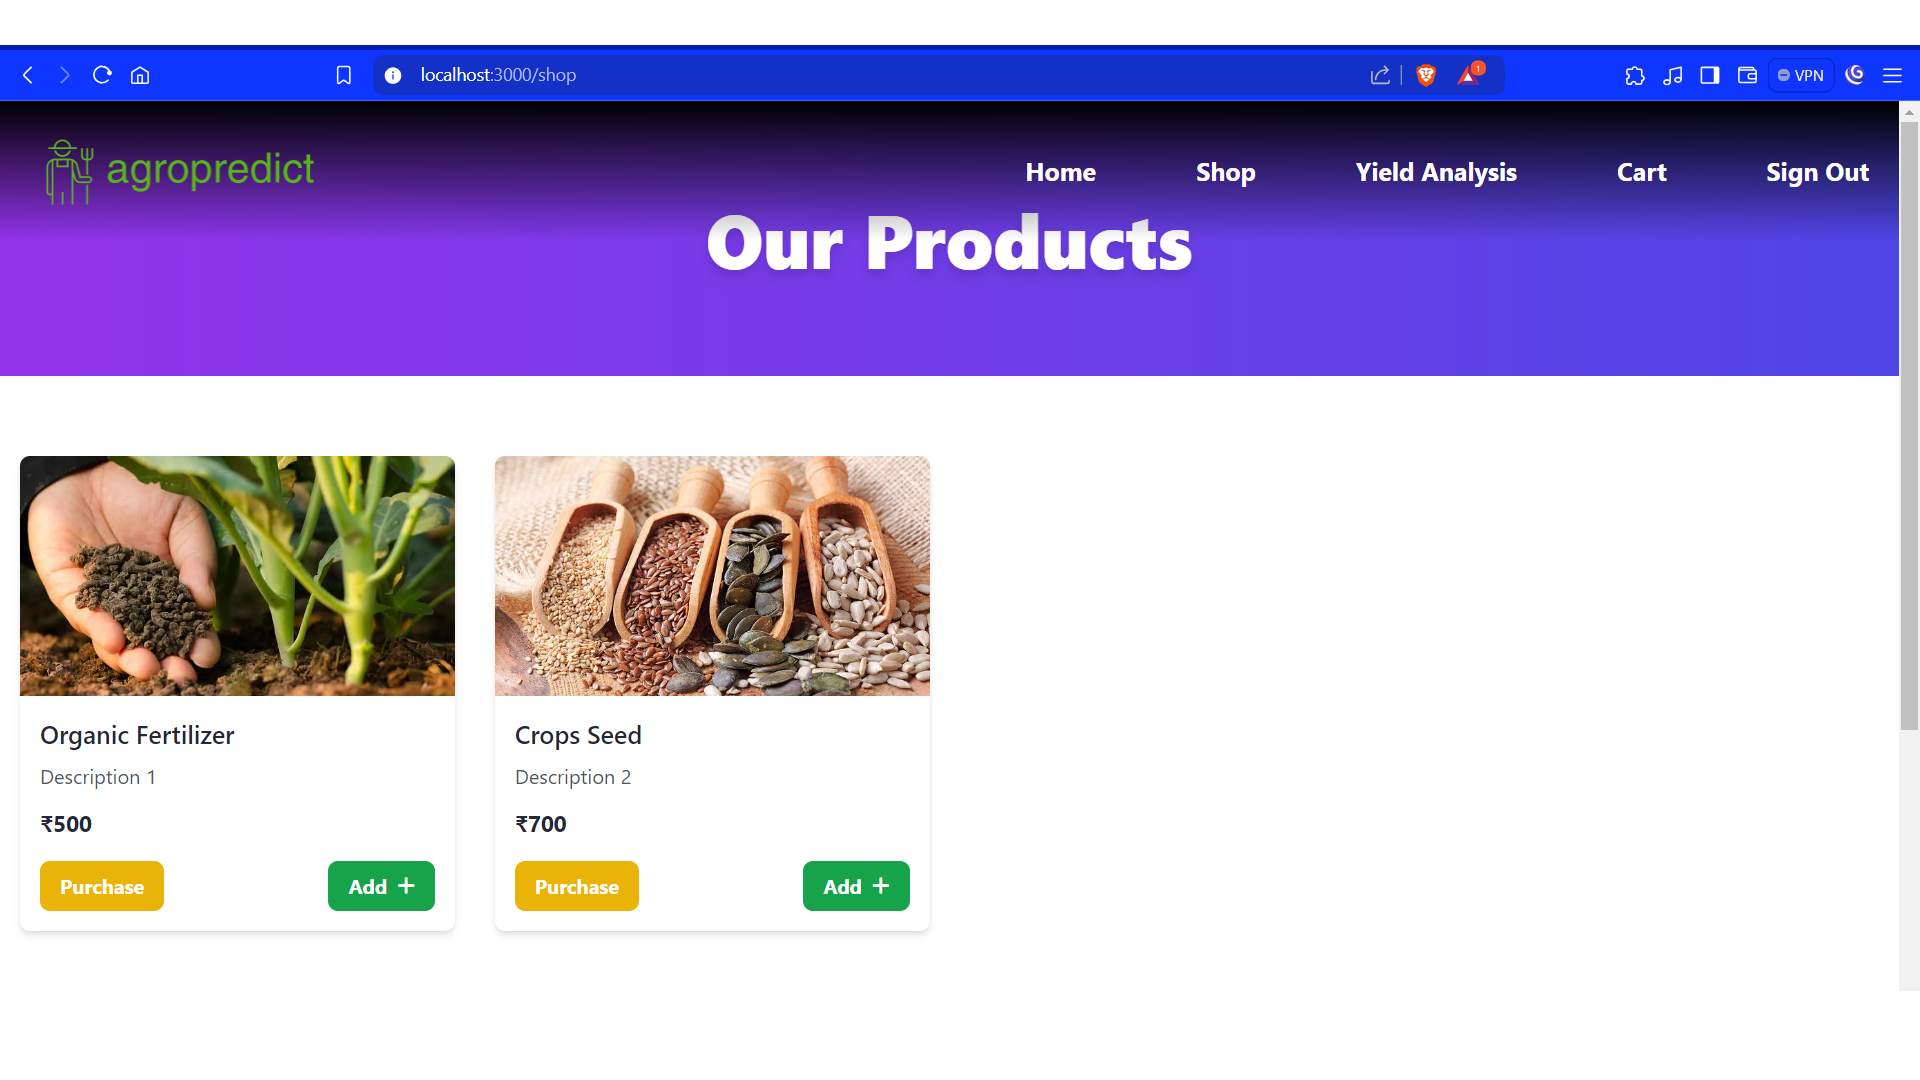 localhost:3000/shop
1
VPN
agropredict
Home Shop Yield Analysis Cart Sign Out
Our Products
Organic Fertilizer
Description 1
₹500
Purchase Add +
Crops Seed
Description 2
₹700
Purchase Add +